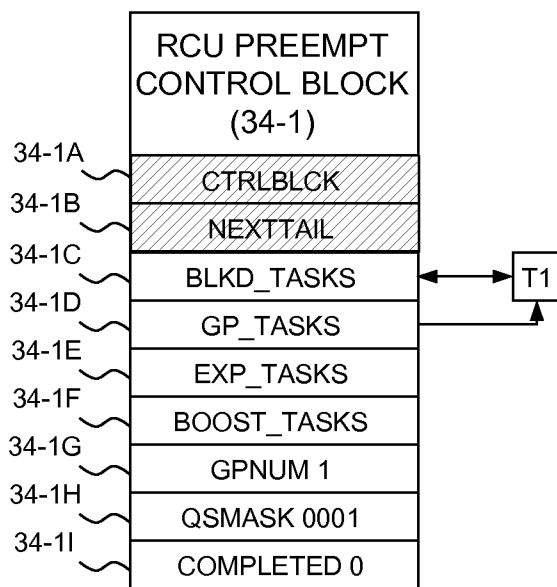 RCU PREEMPT
CONTROL BLOCK
(34-1)
34-1A
CTRLBLCK
34-1B
NEXTTAIL
34-1C
BLKD_TASKS
T1
34-1D
GP_TASKS
34-1E
EXP_TASKS
34-1F
BOOST_TASKS
34-1G
GPNUM 1
34-1H
QSMASK 0001
34-1I
COMPLETED 0